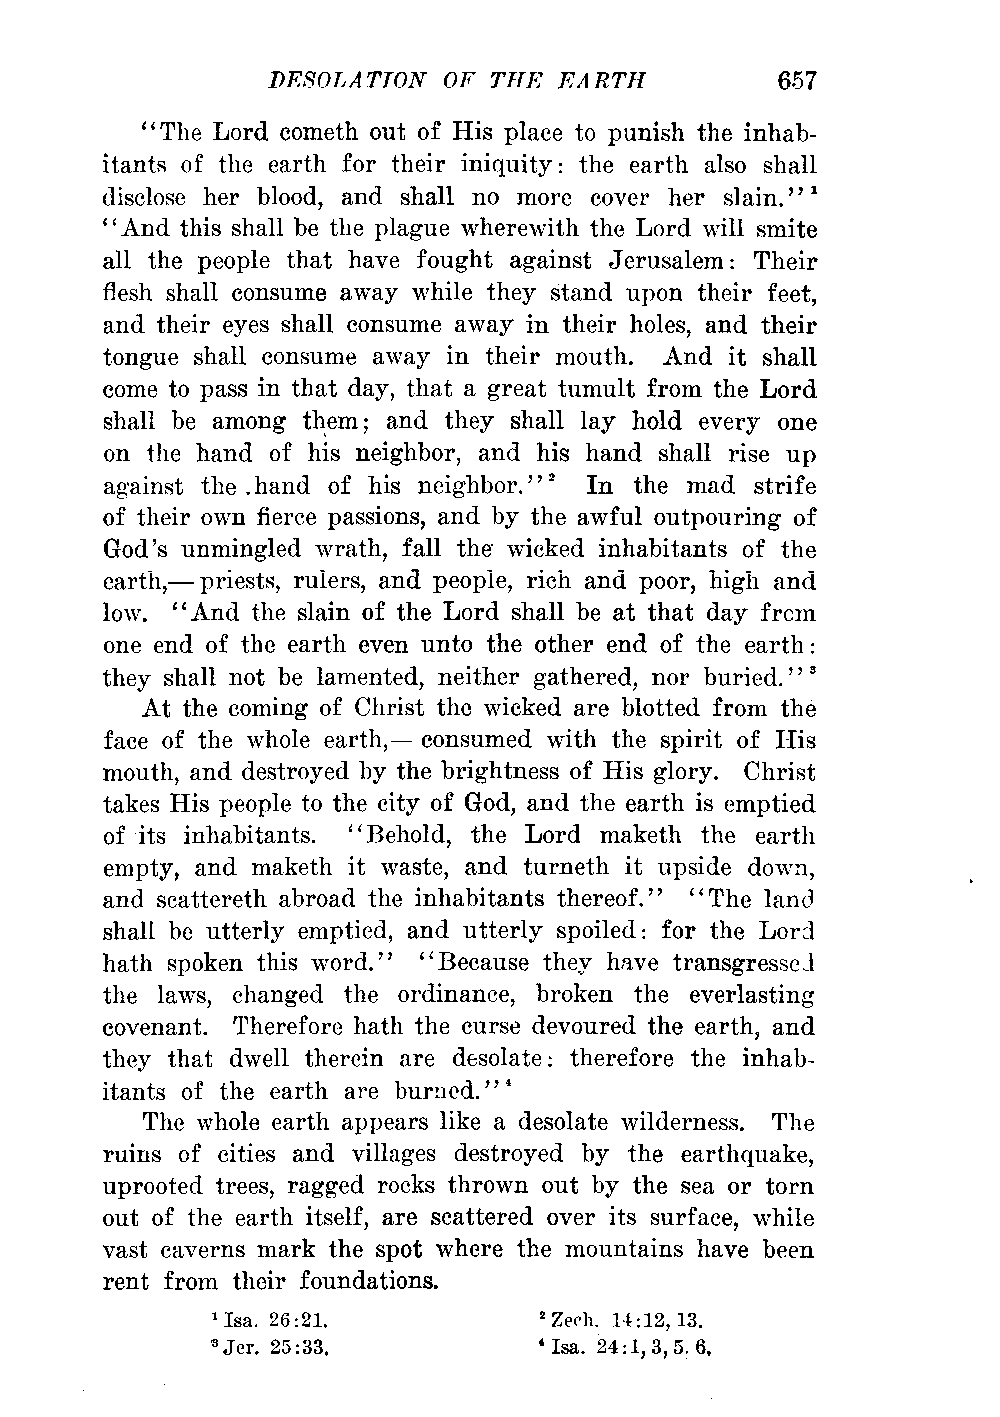 DESOLATION OF THE EARTH 657
“The Lord cometh out of His place to punish the inhab-
itants of the earth for their iniquity: the earth also shall
disclose her blood, and shall no more cover her slain.”¹
“And this shall be the plague wherewith the Lord will smite
all the people that have fought against Jerusalem: Their
flesh shall consume away while they stand upon their feet,
and their eyes shall consume away in their holes, and their
tongue shall consume away in their mouth. And it shall
come to pass in that day, that a great tumult from the Lord
shall be among them; and they shall lay hold every one
on the hand of his neighbor, and his hand shall rise up
against the hand of his neighbor.”² In the mad strife
of their own fierce passions, and by the awful outpouring of
God's unmingled wrath, fall the wicked inhabitants of the
earth,— priests, rulers, and people, rich and poor, high and
low. “And the slain of the Lord shall be at that day from
one end of the earth even unto the other end of the earth:
they shall not be lamented, neither gathered, nor buried.”³
At the coming of Christ the wicked are blotted from the
face of the whole earth,— consumed with the spirit of His
mouth, and destroyed by the brightness of His glory. Christ
takes His people to the city of God, and the earth is emptied
of its inhabitants. “Behold, the Lord maketh the earth
empty, and maketh it waste, and turneth it upside down,
and scattereth abroad the inhabitants thereof.” “The land
shall be utterly emptied, and utterly spoiled: for the Lord
hath spoken this word.” “Because they have transgressed
the laws, changed the ordinance, broken the everlasting
covenant. Therefore hath the curse devoured the earth, and
they that dwell therein are desolate: therefore the inhab-
itants of the earth are burned.”⁴
The whole earth appears like a desolate wilderness. The
ruins of cities and villages destroyed by the earthquake,
uprooted trees, ragged rocks thrown out by the sea or torn
out of the earth itself, are scattered over its surface, while
vast caverns mark the spot where the mountains have been
rent from their foundations.
¹ Isa. 26:21. ² Zech. 14:12, 13.
³ Jer. 25:33. ⁴ Isa. 24:1, 3, 5, 6.